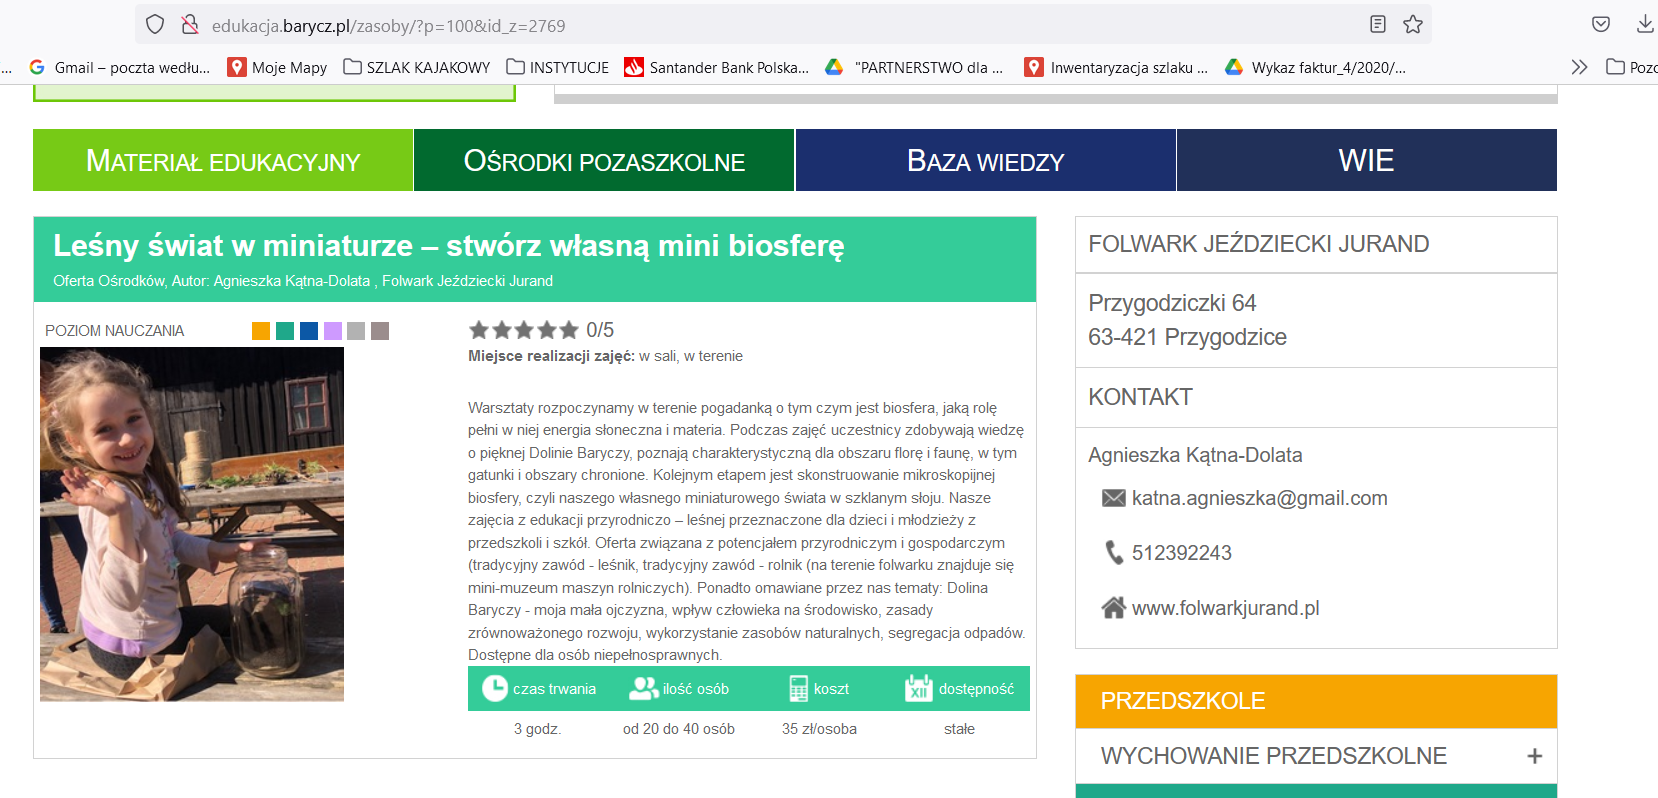 edukacja.barycz.pl/zasoby/?p=100&id_z=2769
... Gmail – poczta wedłu... Moje Mapy SZLAK KAJAKOWY INSTYTUCJE Santander Bank Polska... "PARTNERSTWO dla ... Inwentaryzacja szlaku ... Wykaz faktur_4/2020/...
MATERIAŁ EDUKACYJNY OŚRODKI POZASZKOLNE BAZA WIEDZY WIE
Leśny świat w miniaturze – stwórz własną mini biosferę
Oferta Ośrodków, Autor: Agnieszka Kątna-Dolata , Folwark Jeździecki Jurand
POZIOM NAUCZANIA
0/5
Miejsce realizacji zajęć: w sali, w terenie
Warsztaty rozpoczynamy w terenie pogadanką o tym czym jest biosfera, jaką rolę
pełni w niej energia słoneczna i materia. Podczas zajęć uczestnicy zdobywają wiedzę
o pięknej Dolinie Baryczy, poznają charakterystyczną dla obszaru florę i faunę, w tym
gatunki i obszary chronione. Kolejnym etapem jest skonstruowanie mikroskopijnej
biosfery, czyli naszego własnego miniaturowego świata w szklanym słoju. Nasze
zajęcia z edukacji przyrodniczo – leśnej przeznaczone dla dzieci i młodzieży z
przedszkoli i szkół. Oferta związana z potencjałem przyrodniczym i gospodarczym
(tradycyjny zawód - leśnik, tradycyjny zawód - rolnik (na terenie folwarku znajduje się
mini-muzeum maszyn rolniczych). Ponadto omawiane przez nas tematy: Dolina
Baryczy - moja mała ojczyzna, wpływ człowieka na środowisko, zasady
zrównoważonego rozwoju, wykorzystanie zasobów naturalnych, segregacja odpadów.
Dostępne dla osób niepełnosprawnych.
czas trwania ilość osób koszt XII dostępność
3 godz. od 20 do 40 osób 35 zł/osoba stałe
FOLWARK JEŹDZIECKI JURAND
Przygodziczki 64
63-421 Przygodzice
KONTAKT
Agnieszka Kątna-Dolata
katna.agnieszka@gmail.com
512392243
www.folwarkjurand.pl
PRZEDSZKOLE
WYCHOWANIE PRZEDSZKOLNE +